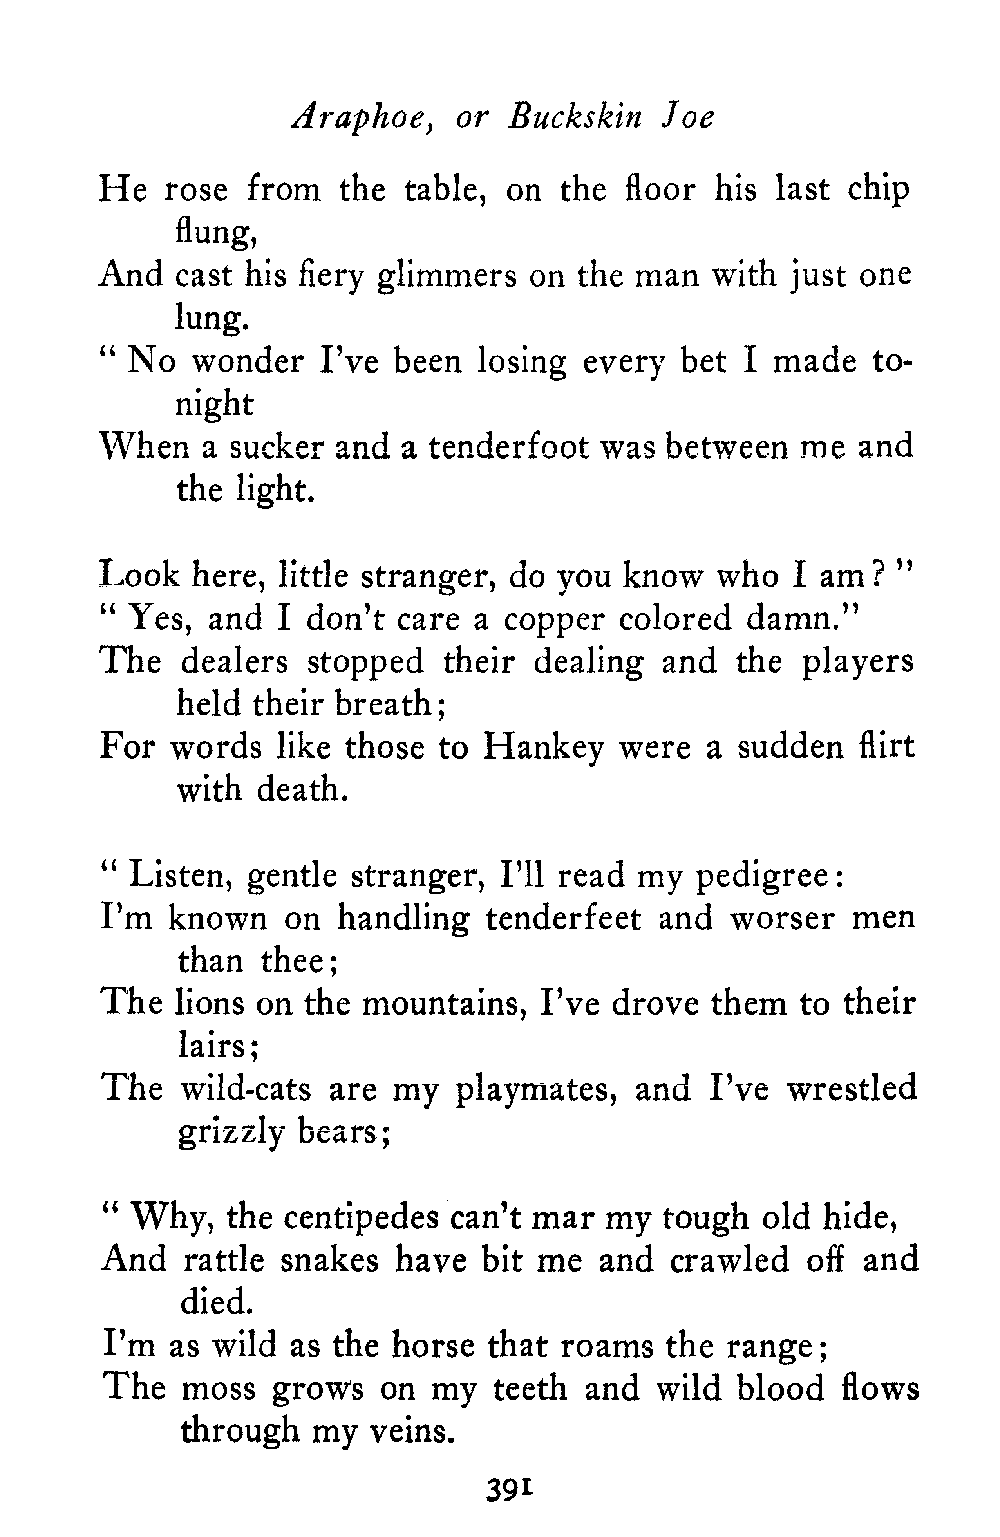 Araphoe, or Buckskin Joe
He rose from the table, on the floor his last chip
flung,
And cast his fiery glimmers on the man with just one
lung.
“ No wonder I’ve been losing every bet I made to-
night
When a sucker and a tenderfoot was between me and
the light.
Look here, little stranger, do you know who I am? ”
“ Yes, and I don’t care a copper colored damn.”
The dealers stopped their dealing and the players
held their breath;
For words like those to Hankey were a sudden flirt
with death.
“ Listen, gentle stranger, I’ll read my pedigree:
I’m known on handling tenderfeet and worser men
than thee;
The lions on the mountains, I’ve drove them to their
lairs;
The wild-cats are my playmates, and I’ve wrestled
grizzly bears;
“ Why, the centipedes can’t mar my tough old hide,
And rattle snakes have bit me and crawled off and
died.
I’m as wild as the horse that roams the range;
The moss grows on my teeth and wild blood flows
through my veins.
391